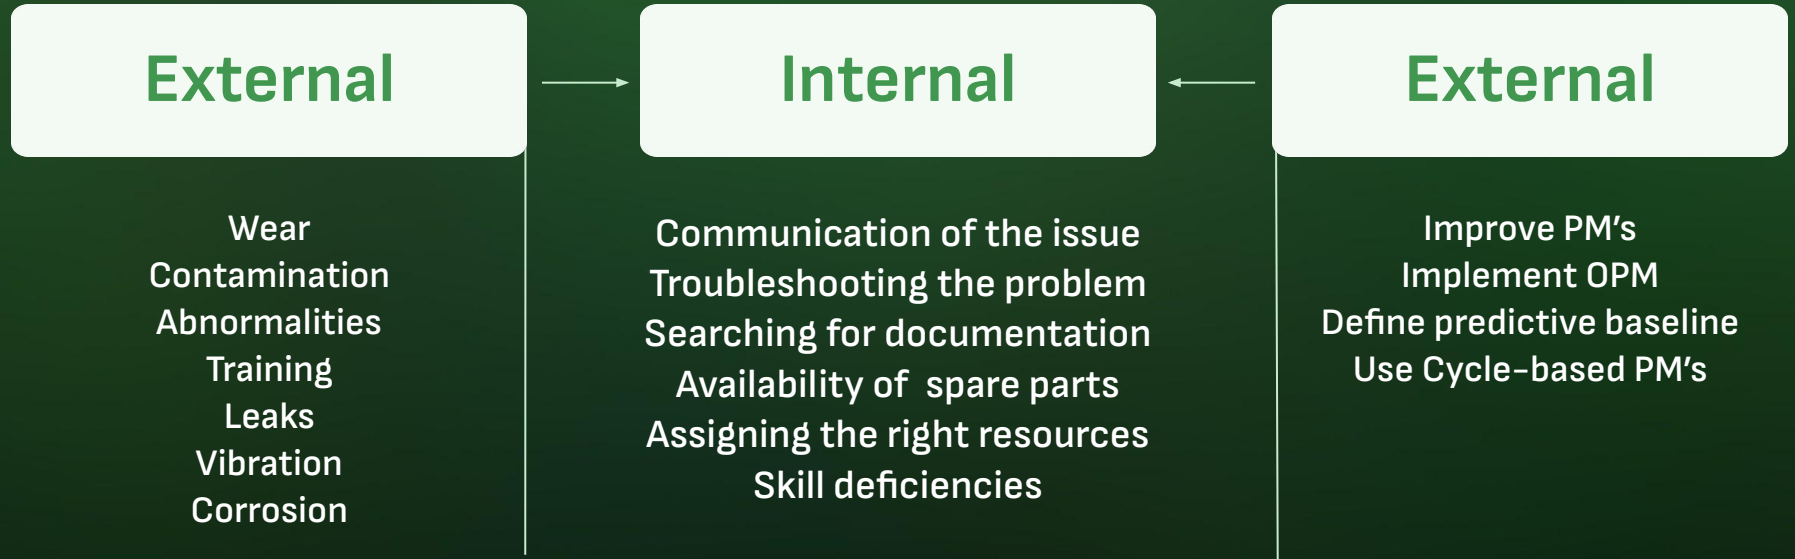 External
Wear
Contamination
Abnormalities
Training
Leaks
Vibration
Corrosion
Internal
Communication of the issue
Troubleshooting the problem
Searching for documentation
Availability of  spare parts
Assigning the right resources
Skill deficiencies
External
Improve PM’s
Implement OPM
Define predictive baseline
Use Cycle-based PM’s